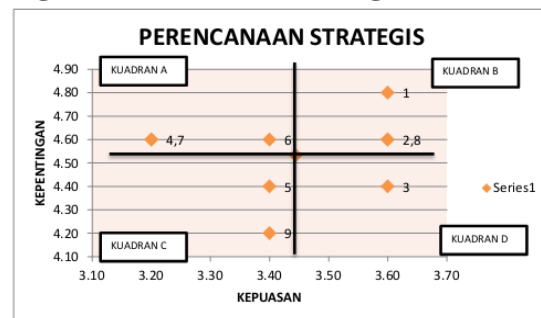 PERENCANAAN STRATEGIS
KUADRAN A
KUADRAN B
KEPENTINGAN
4.90
4.80
4.70
4.60
4.50
4.40
4.30
4.20
4.10
1
4,7
6
2,8
5
3
9
Series1
KUADRAN C
KUADRAN D
3.10 3.20 3.30 3.40 3.50 3.60 3.70
KEPUASAN